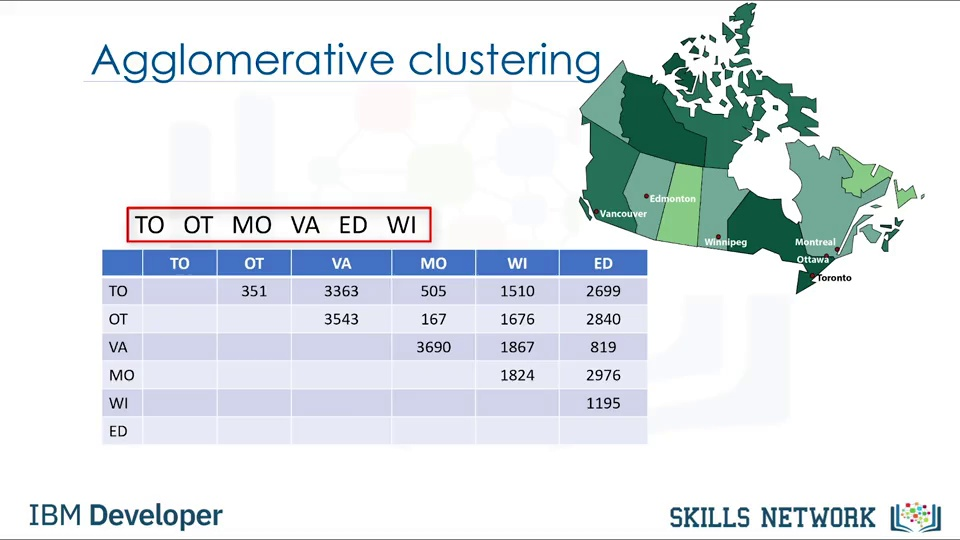 Agglomerative clustering
Edmonton
Vancouver
Winnipeg
Montreal
Ottawa
Toronto
TO OT MO VA ED WI
TO OT VA MO WI ED
TO 351 3363 505 1510 2699
OT 3543 167 1676 2840
VA 3690 1867 819
MO 1824 2976
WI 1195
ED
IBM Developer
SKILLS NETWORK